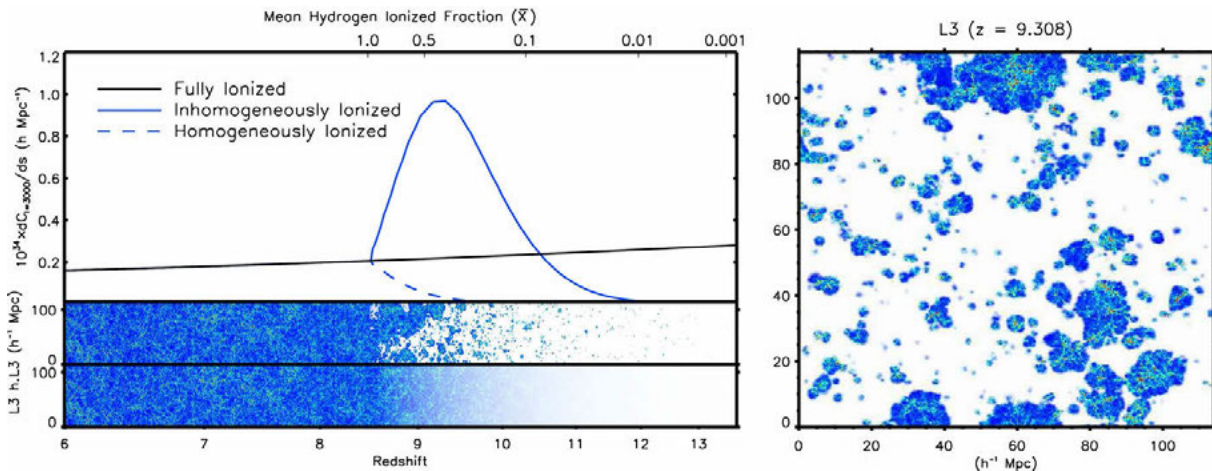 Mean Hydrogen Ionized Fraction (x̄)
1.0 0.5 0.1 0.01 0.001
1.2
1.0
0.8
0.6
0.4
0.2
10³⁴×dCₗ₌₃₀₀₀/ds (h Mpc⁻¹)
Fully Ionized
Inhomogeneously Ionized
Homogeneously Ionized
100
0
100
0
L3 h.L3 (h⁻¹ Mpc)
6 7 8 9 10 11 12 13
Redshift
L3 (z = 9.308)
100
80
60
40
20
0
0 20 40 60 80 100
(h⁻¹ Mpc)